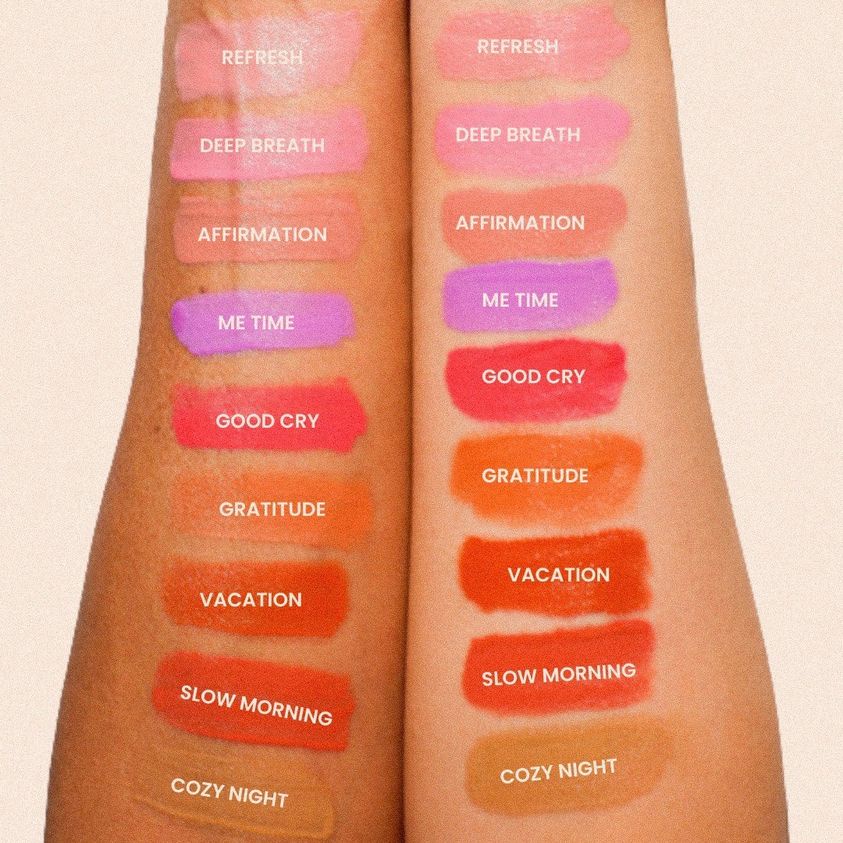 REFRESH
DEEP BREATH
AFFIRMATION
ME TIME
GOOD CRY
GRATITUDE
VACATION
SLOW MORNING
COZY NIGHT
REFRESH
DEEP BREATH
AFFIRMATION
ME TIME
GOOD CRY
GRATITUDE
VACATION
SLOW MORNING
COZY NIGHT